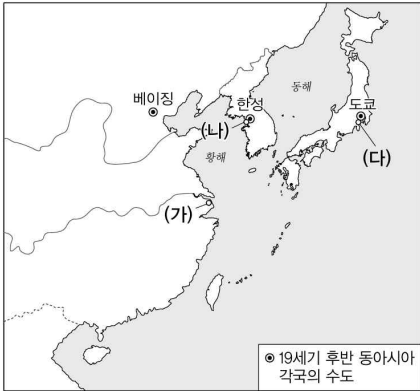 베이징
한성
동해
도쿄
(나)
황해
(다)
(가)
◉ 19세기 후반 동아시아
각국의 수도